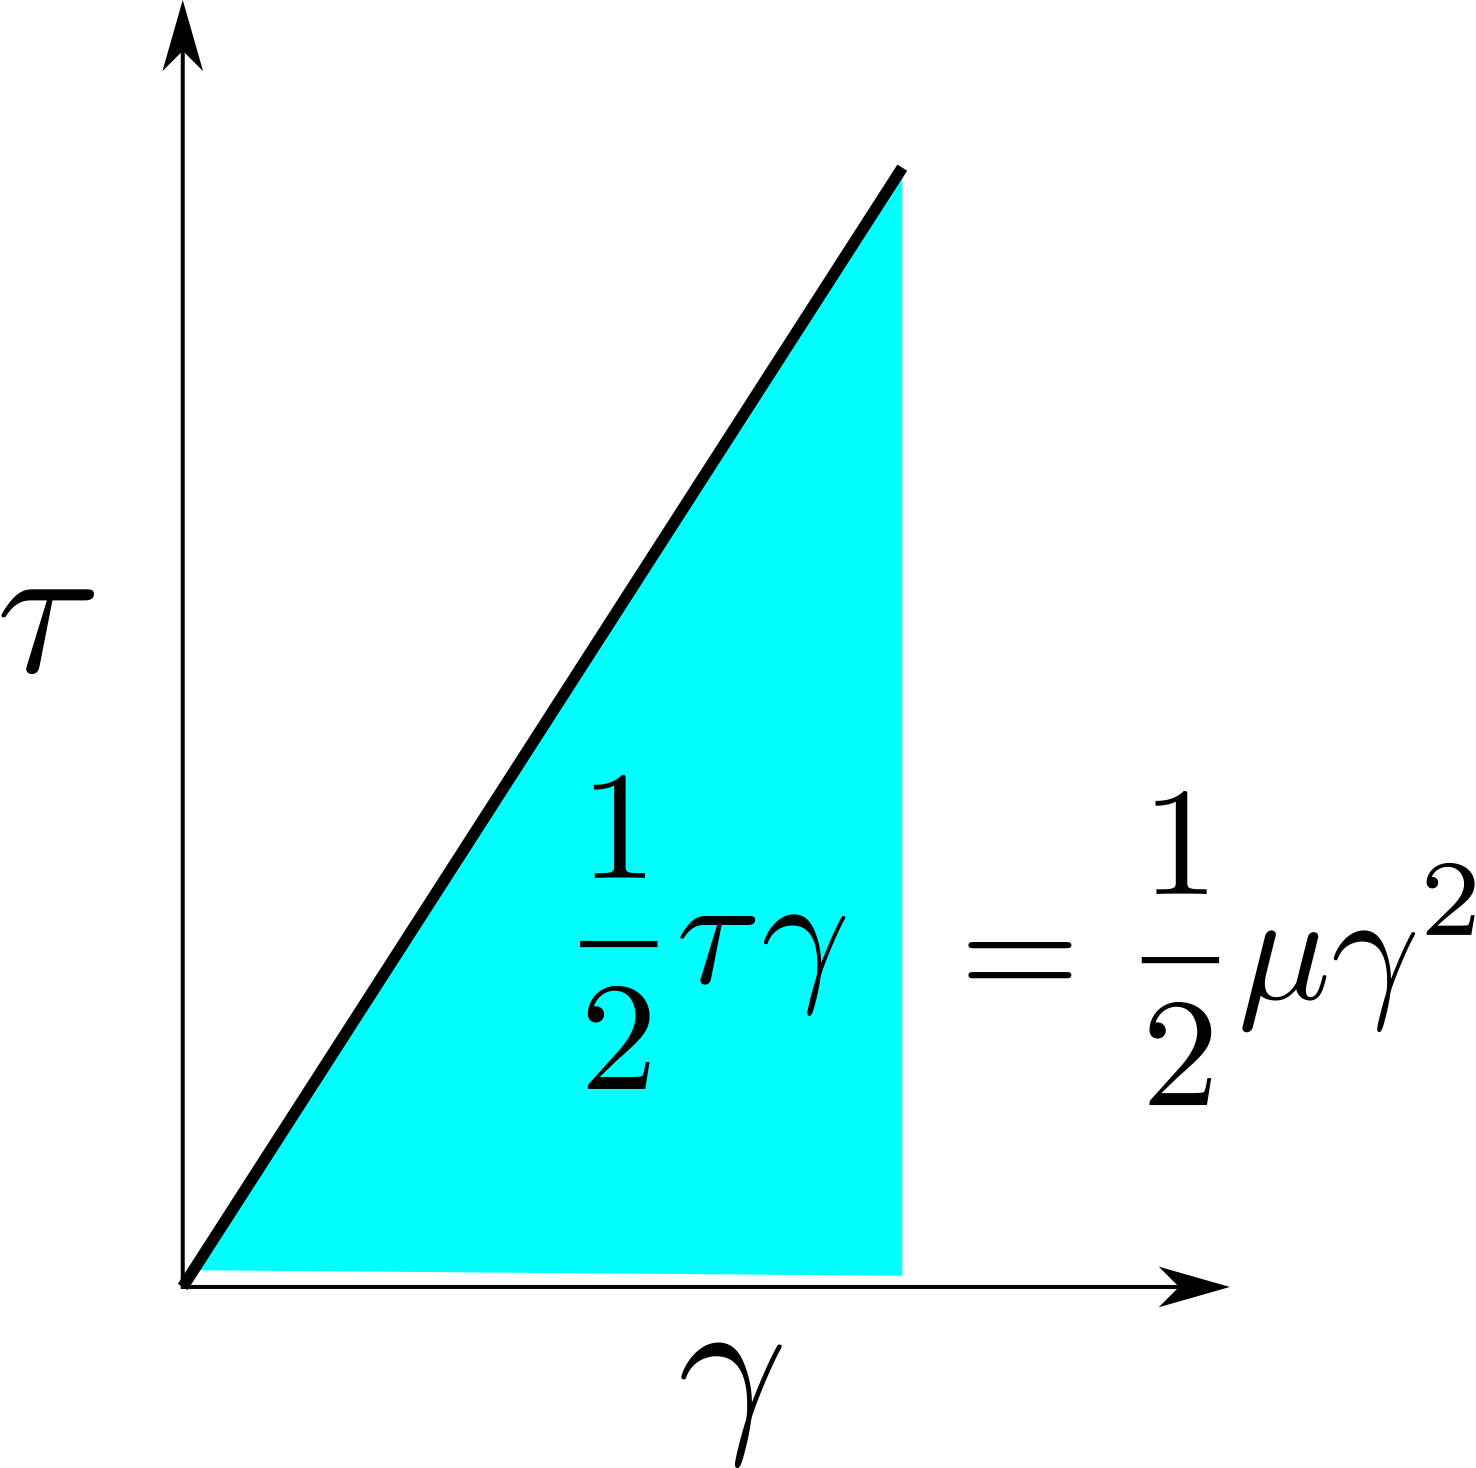 τ
1/2 τγ = 1/2 μγ²
γ